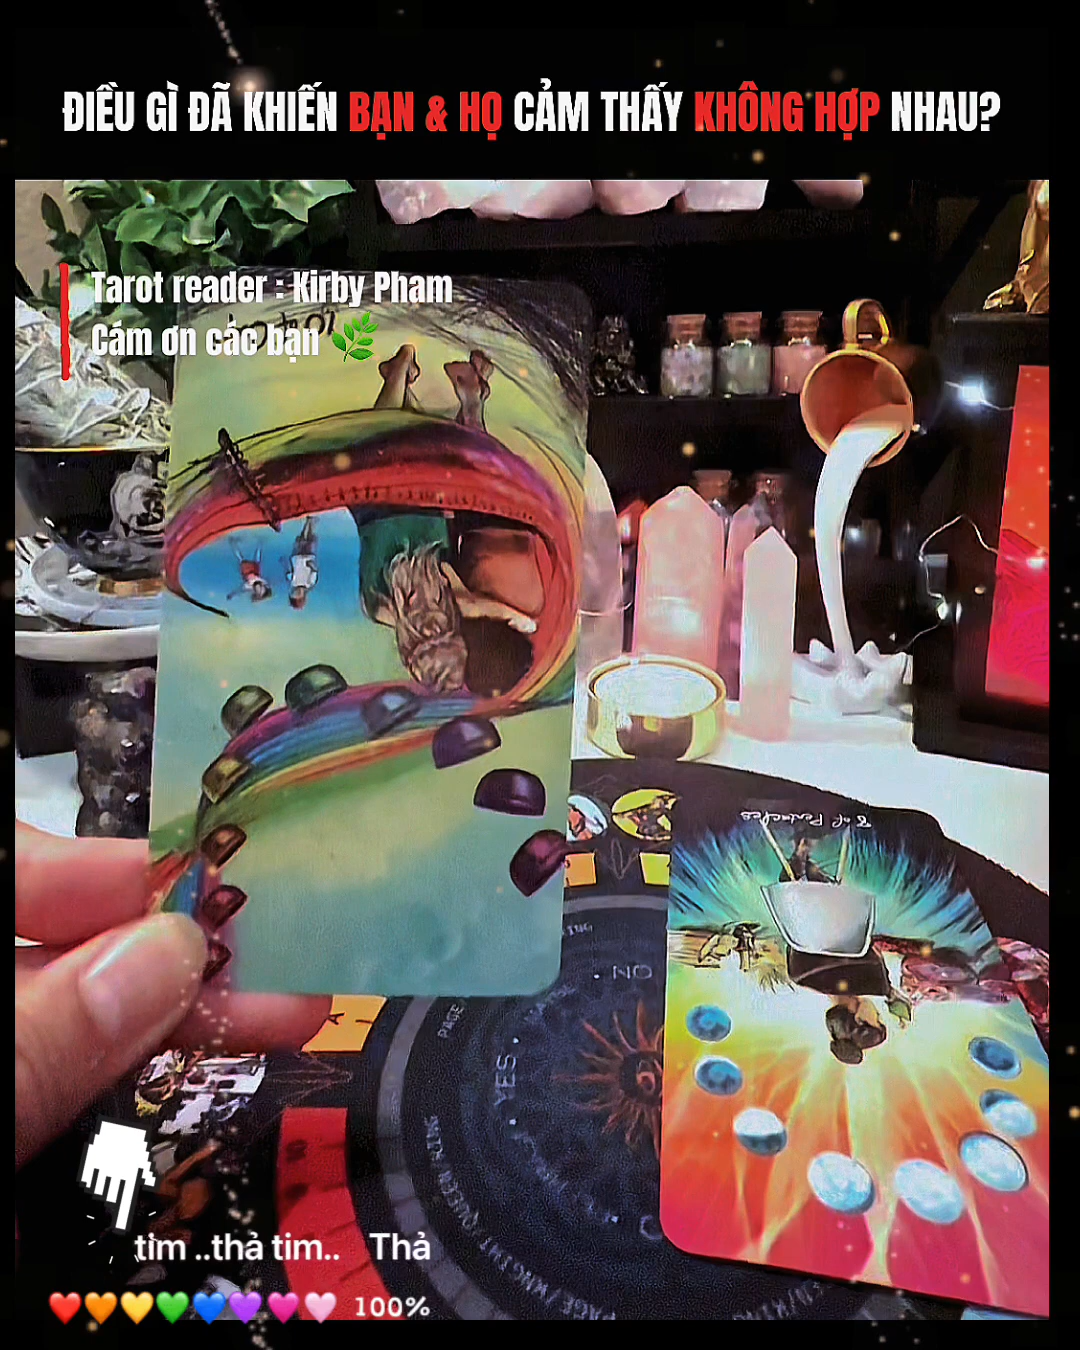 ĐIỀU GÌ ĐÃ KHIẾN BẠN & HỌ CẢM THẤY KHÔNG HỢP NHAU?
Tarot reader : Kirby Pham
Cám ơn các bạn 🌿
8 of Pentacles
NO
PAGE
YES
tim ..thả tim.. Thả
❤️🧡💛💚💙💜💗🩷 100%